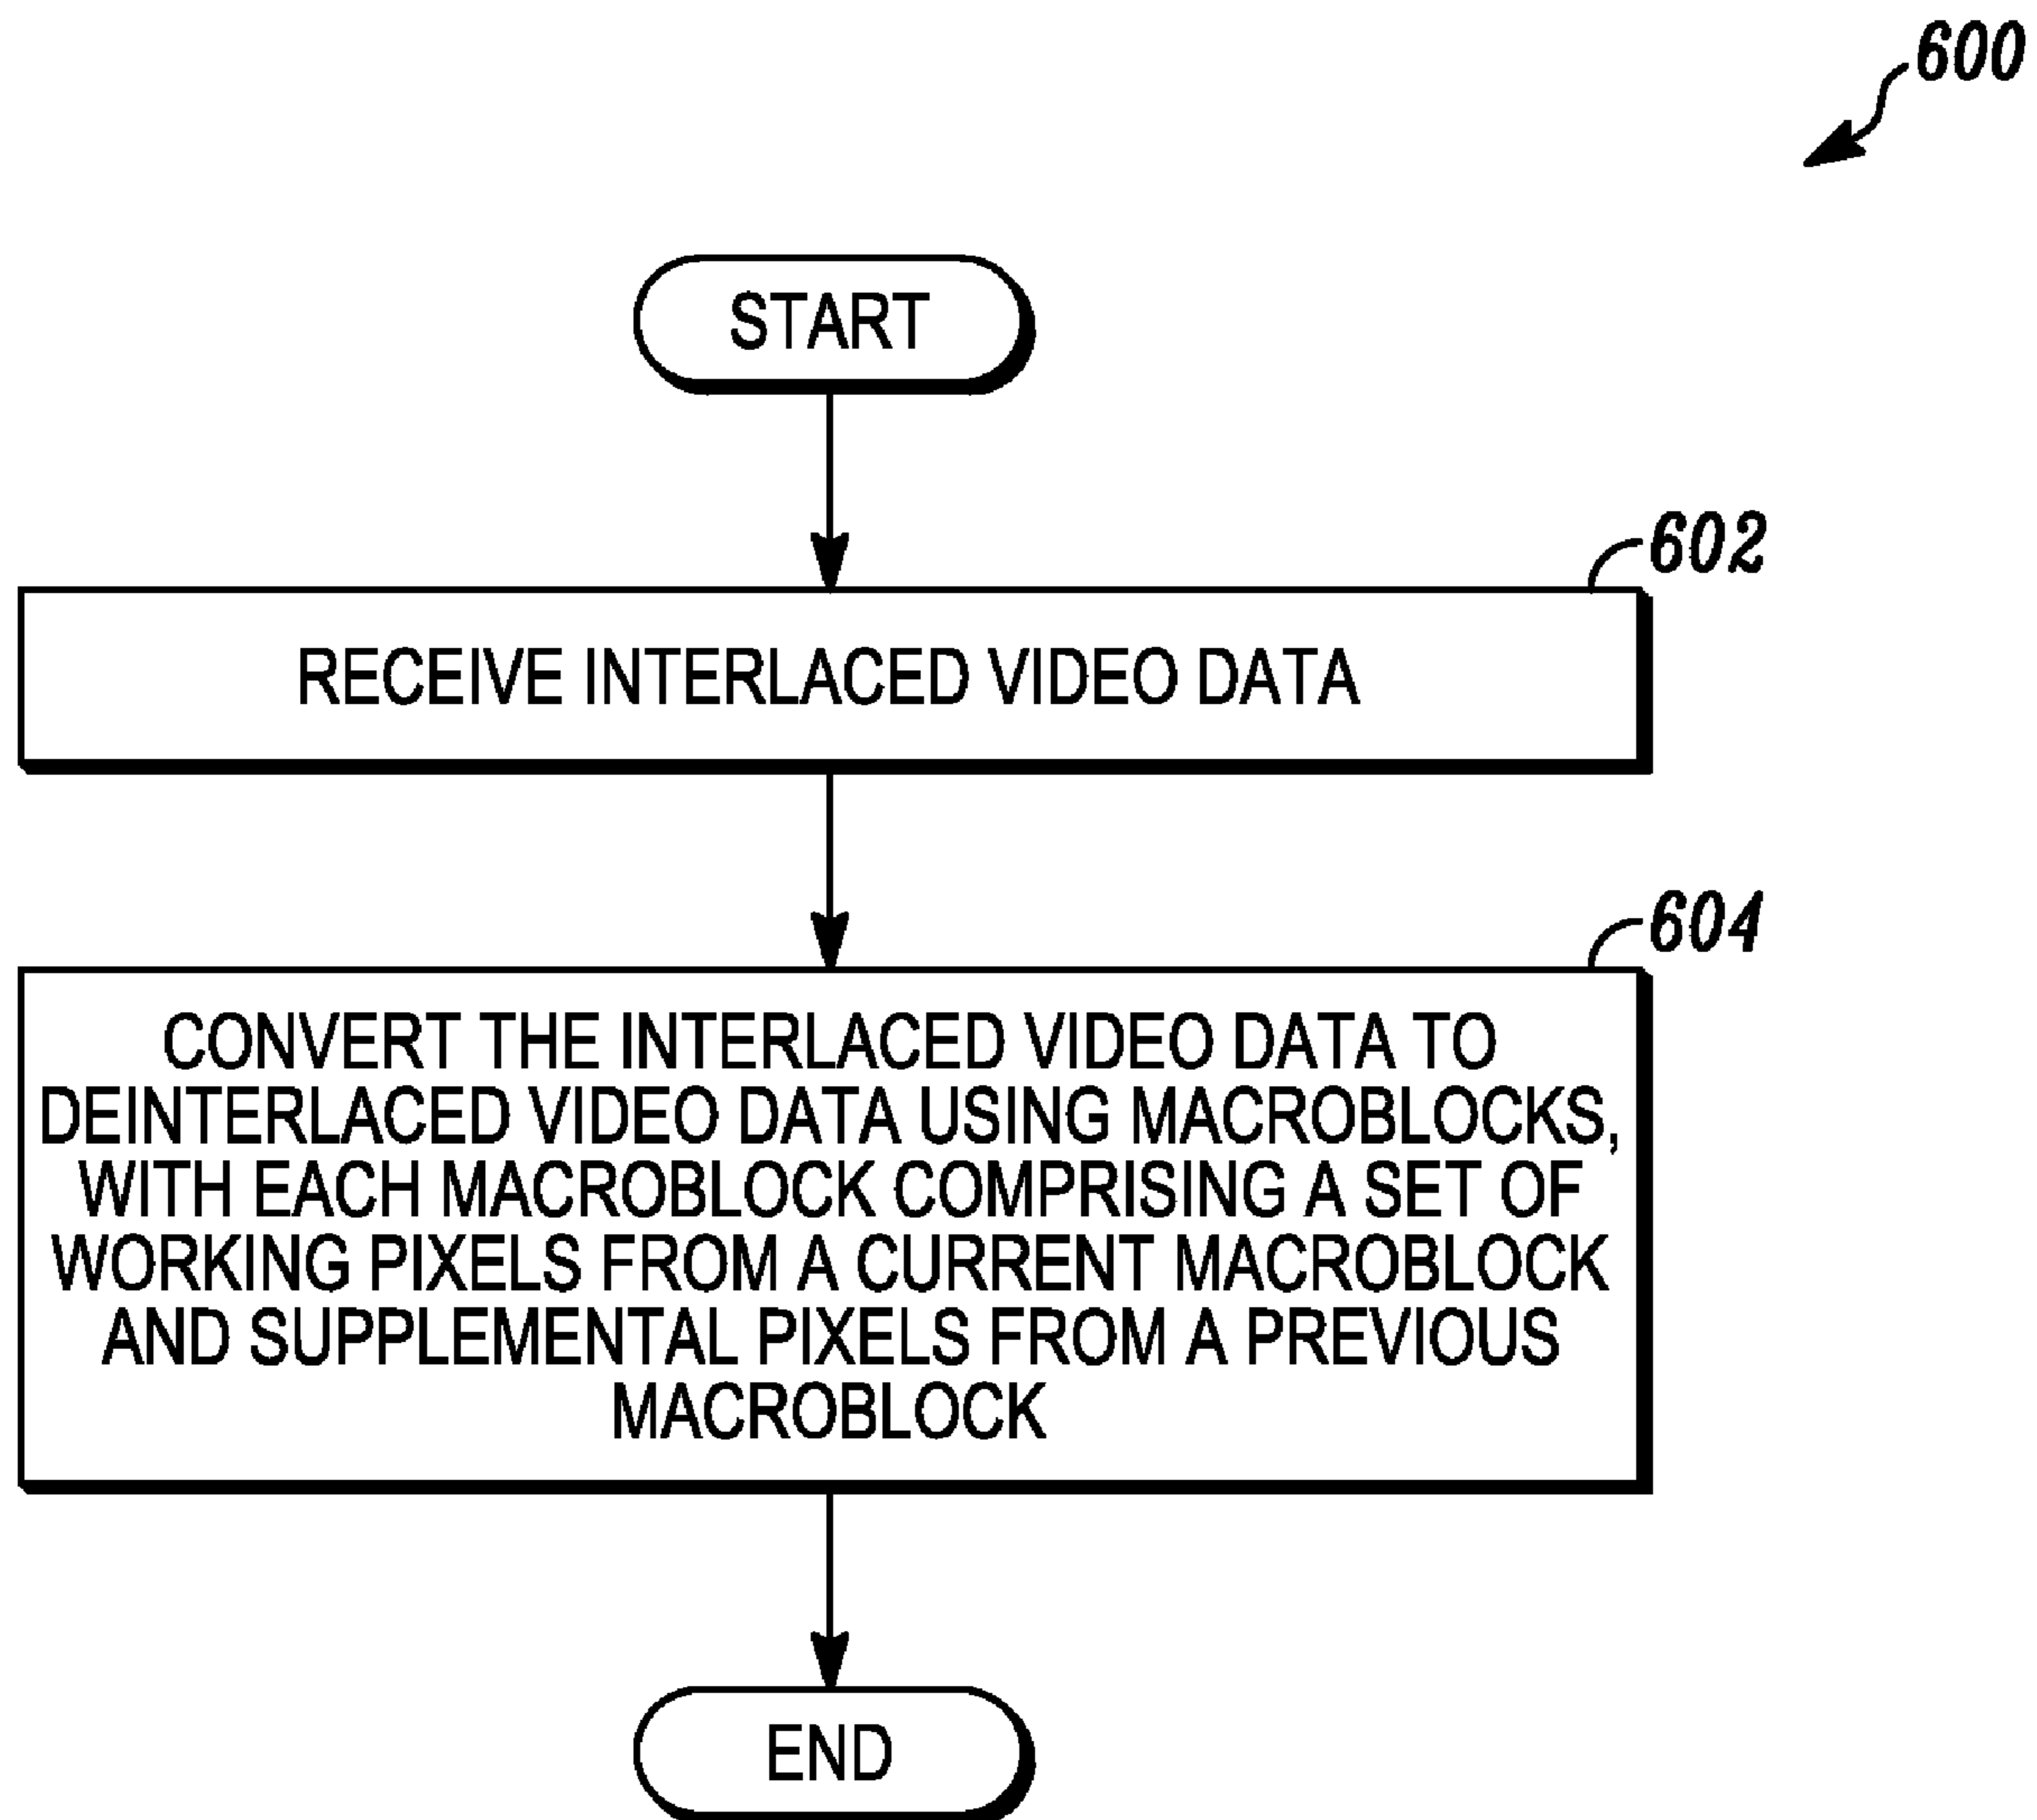 600
START
602
RECEIVE INTERLACED VIDEO DATA
604
CONVERT THE INTERLACED VIDEO DATA TO
DEINTERLACED VIDEO DATA USING MACROBLOCKS,
WITH EACH MACROBLOCK COMPRISING A SET OF
WORKING PIXELS FROM A CURRENT MACROBLOCK
AND SUPPLEMENTAL PIXELS FROM A PREVIOUS
MACROBLOCK
END